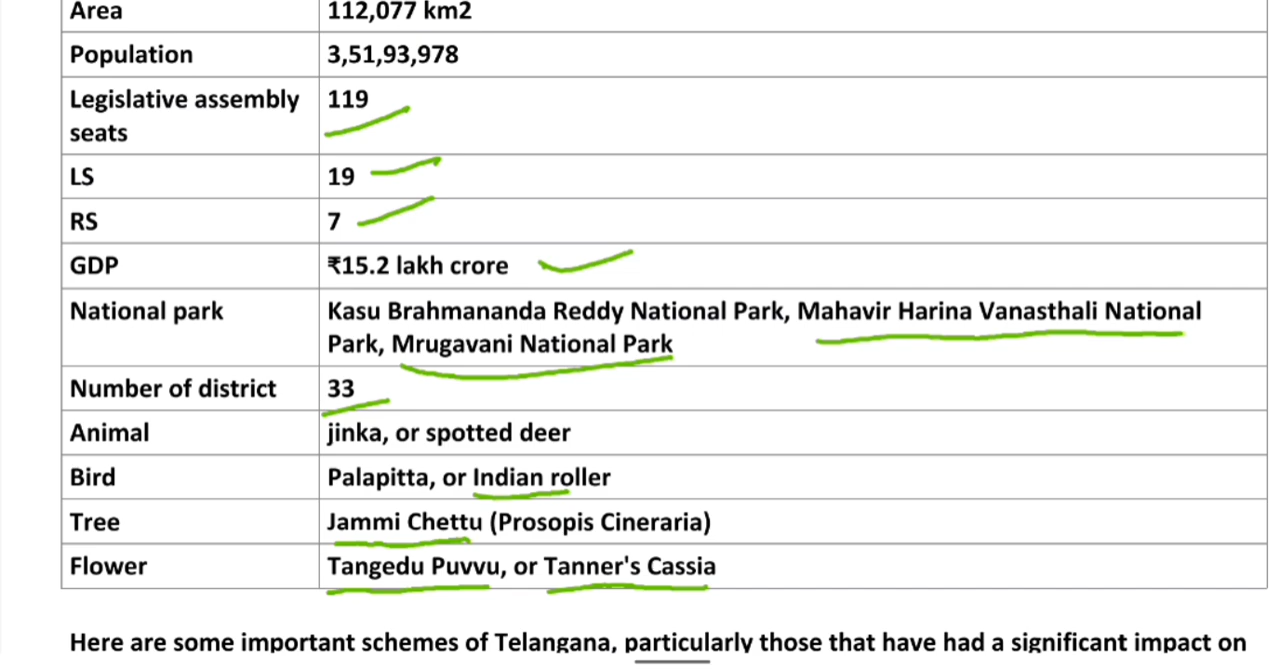 Area 112,077 km2
Population 3,51,93,978
Legislative assembly 119
seats
LS 19
RS 7
GDP ₹15.2 lakh crore
National park Kasu Brahmananda Reddy National Park, Mahavir Harina Vanasthali National
Park, Mrugavani National Park
Number of district 33
Animal jinka, or spotted deer
Bird Palapitta, or Indian roller
Tree Jammi Chettu (Prosopis Cineraria)
Flower Tangedu Puvvu, or Tanner's Cassia
Here are some important schemes of Telangana, particularly those that have had a significant impact on